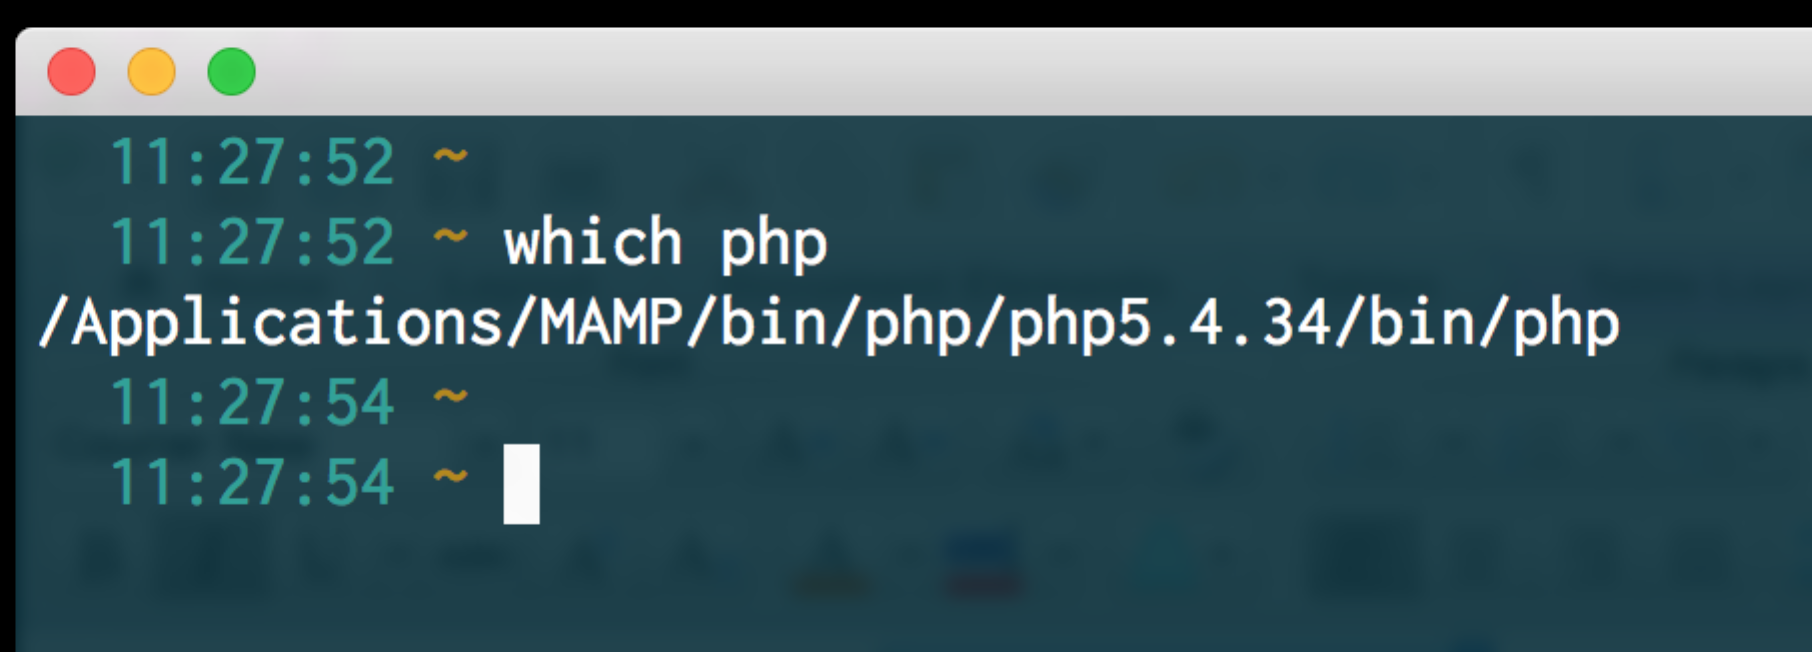 11:27:52 ~
11:27:52 ~ which php
/Applications/MAMP/bin/php/php5.4.34/bin/php
11:27:54 ~
11:27:54 ~